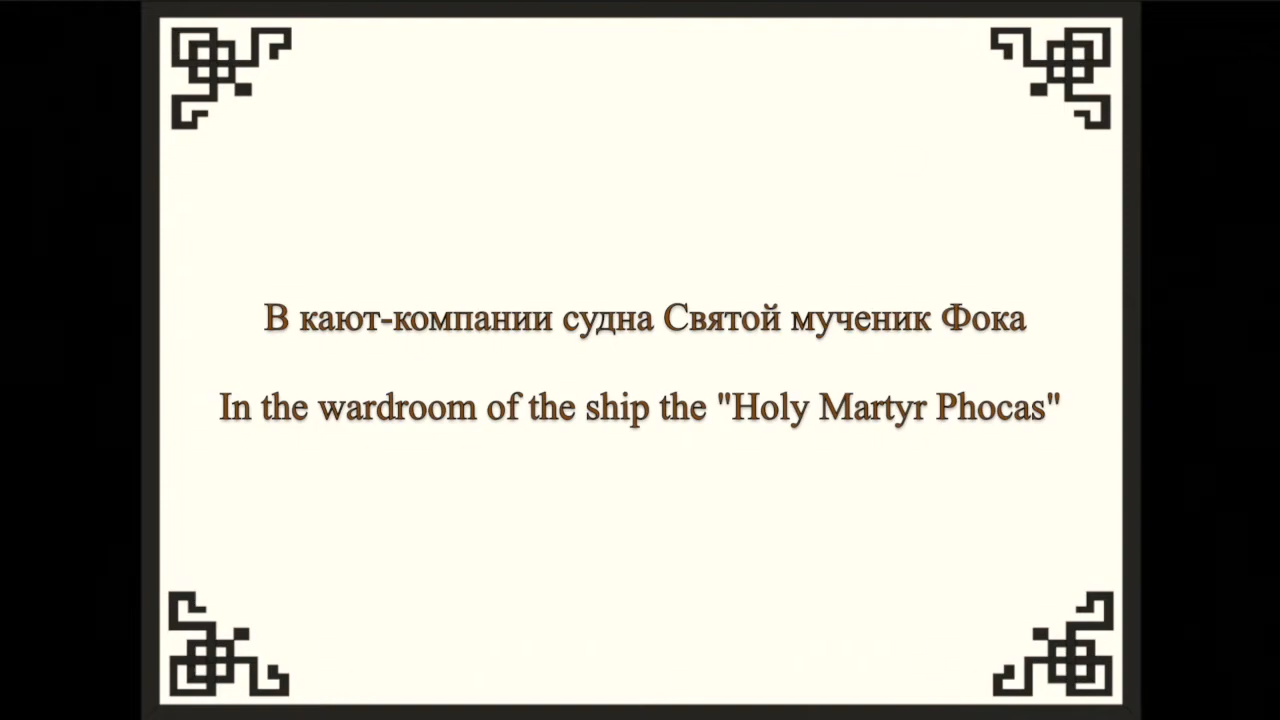 В кают-компании судна Святой мученик Фока
In the wardroom of the ship the "Holy Martyr Phocas"